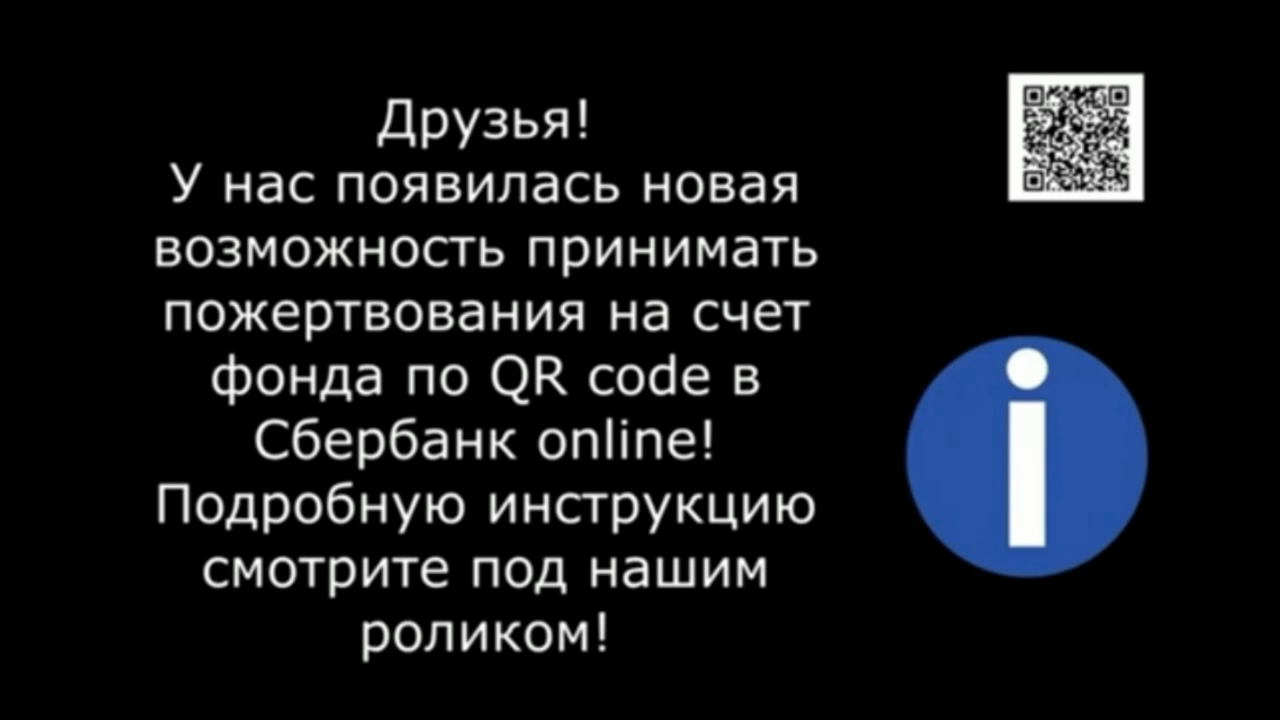 Друзья!
У нас появилась новая
возможность принимать
пожертвования на счет
фонда по QR code в
Сбербанк online!
Подробную инструкцию
смотрите под нашим
роликом!